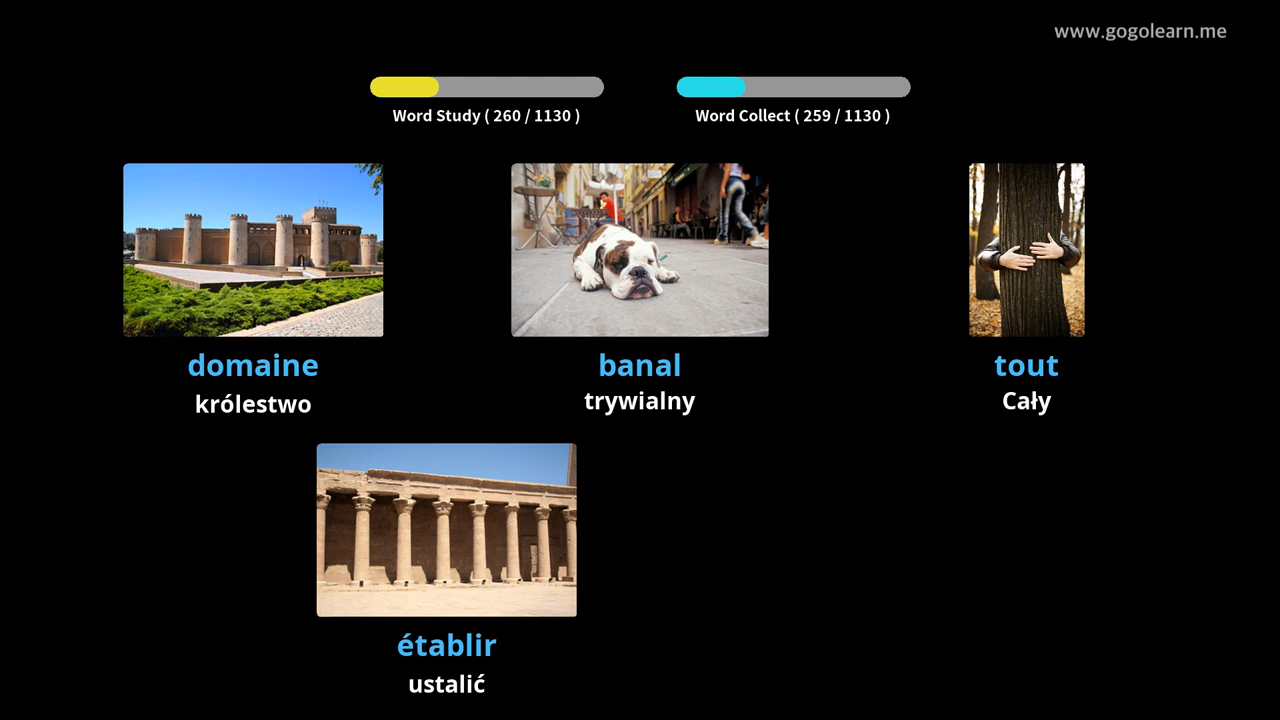 www.gogolearn.me
Word Study ( 260 / 1130 )
Word Collect ( 259 / 1130 )
domaine
królestwo
banal
trywialny
tout
Cały
établir
ustalić